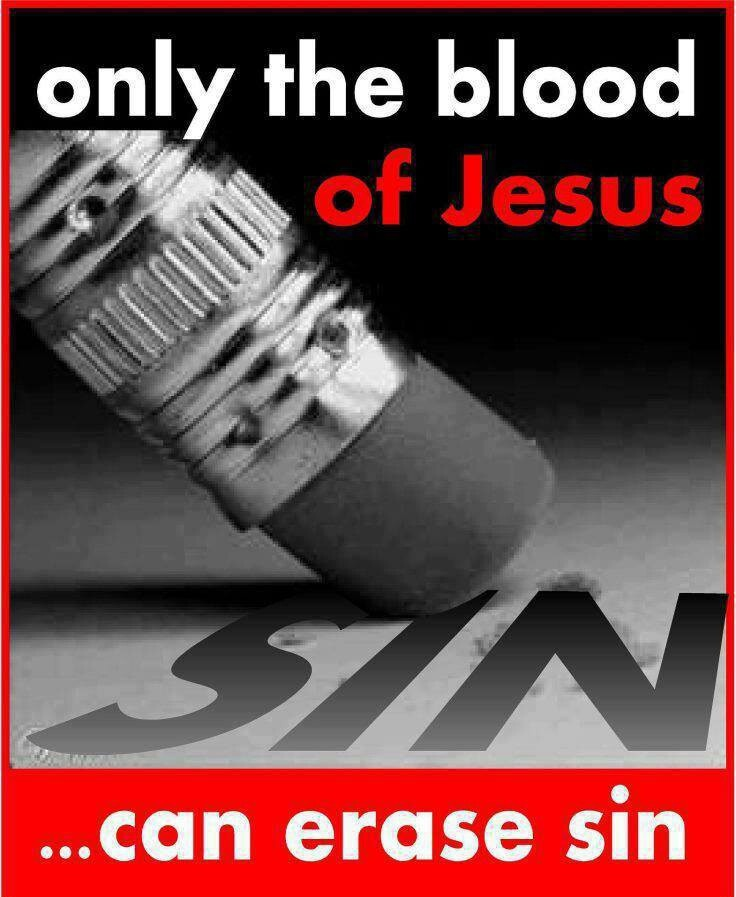 only the blood
of Jesus
SIN
...can erase sin